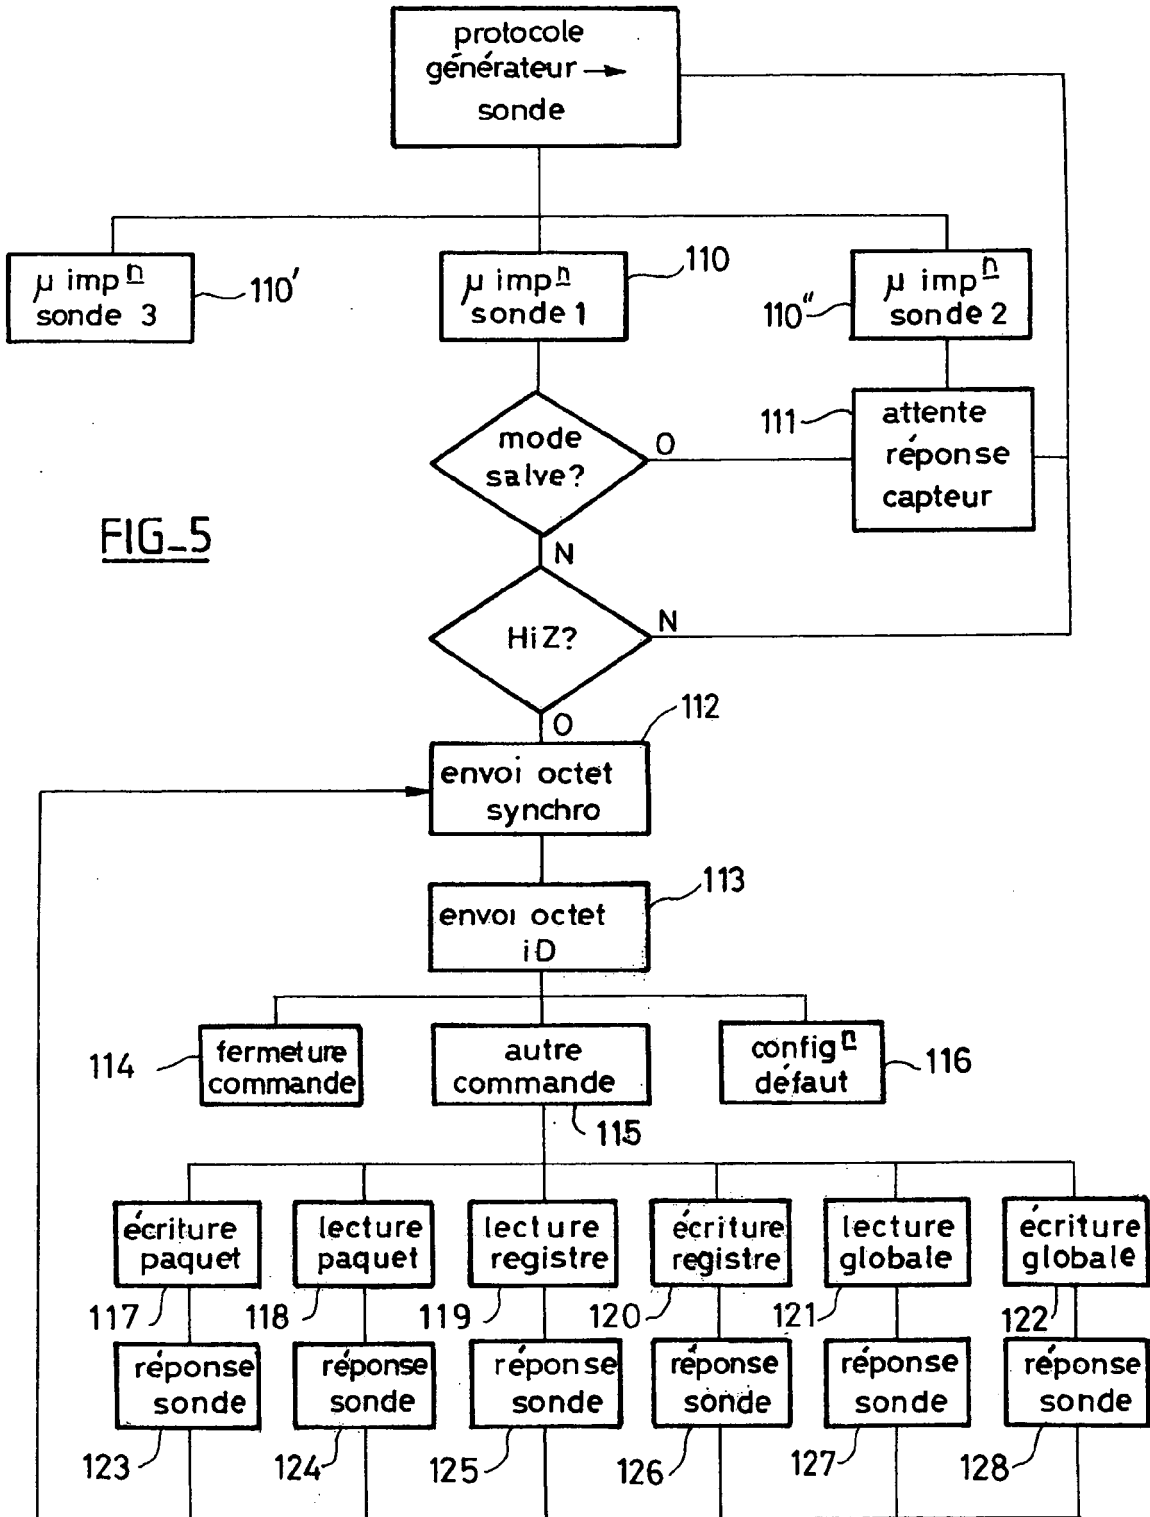 protocole
générateur →
sonde
µ impⁿ
sonde 3
110'
µ impⁿ
sonde 1
110
µ impⁿ
sonde 2
110"
mode
salve?
O
N
111
attente
réponse
capteur
FIG_5
HiZ?
N
O
112
envoi octet
synchro
113
envoi octet
iD
114
fermeture
commande
autre
commande
115
configⁿ
défaut
116
écriture
paquet
117
lecture
paquet
118
lecture
registre
119
écriture
registre
120
lecture
globale
121
écriture
globale
122
réponse
sonde
123
réponse
sonde
124
réponse
sonde
125
réponse
sonde
126
réponse
sonde
127
réponse
sonde
128